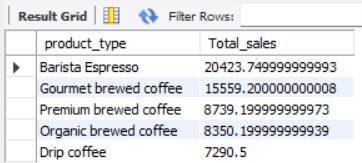 Result Grid Filter Rows:
product_type Total_sales
Barista Espresso 20423.749999999993
Gourmet brewed coffee 15559.200000000008
Premium brewed coffee 8739.199999999973
Organic brewed coffee 8350.199999999939
Drip coffee 7290.5